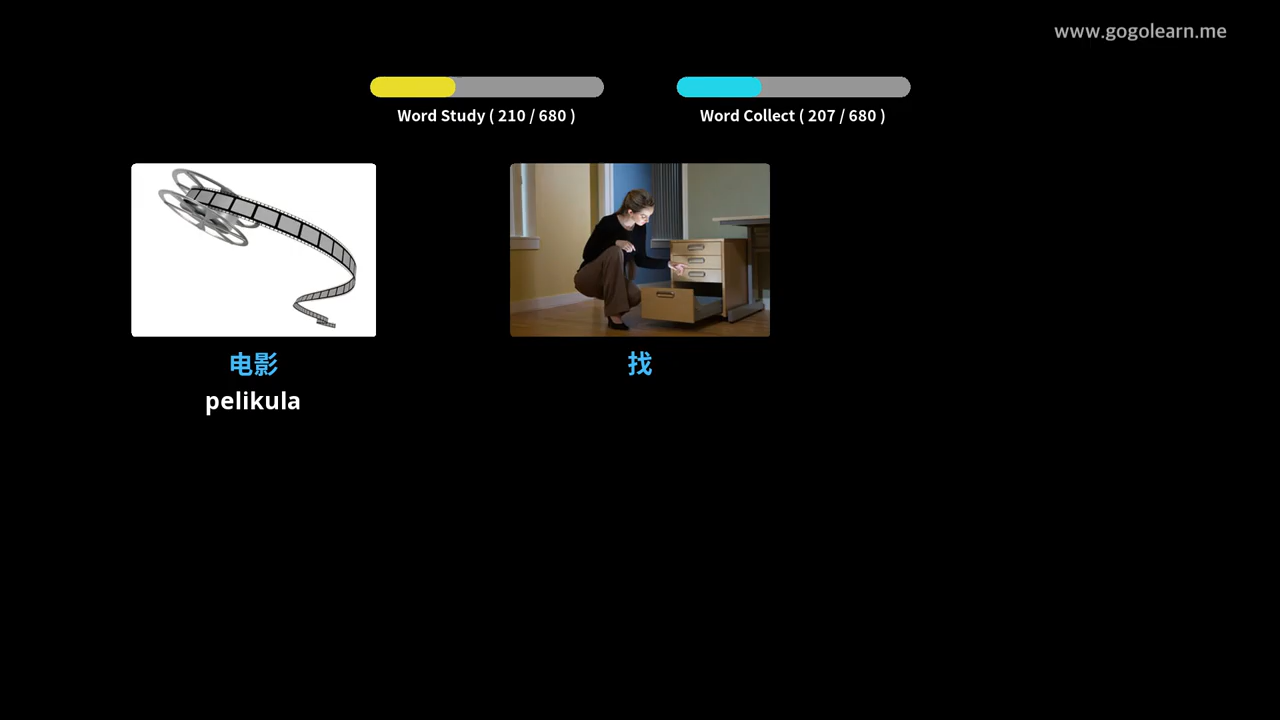 www.gogolearn.me
Word Study ( 210 / 680 )
Word Collect ( 207 / 680 )
电影
找
pelikula